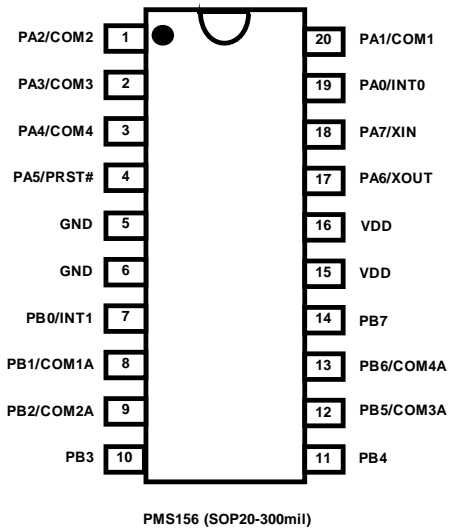 PA2/COM2 1 20 PA1/COM1
PA3/COM3 2 19 PA0/INT0
PA4/COM4 3 18 PA7/XIN
PA5/PRST# 4 17 PA6/XOUT
GND 5 16 VDD
GND 6 15 VDD
PB0/INT1 7 14 PB7
PB1/COM1A 8 13 PB6/COM4A
PB2/COM2A 9 12 PB5/COM3A
PB3 10 11 PB4
PMS156 (SOP20-300mil)